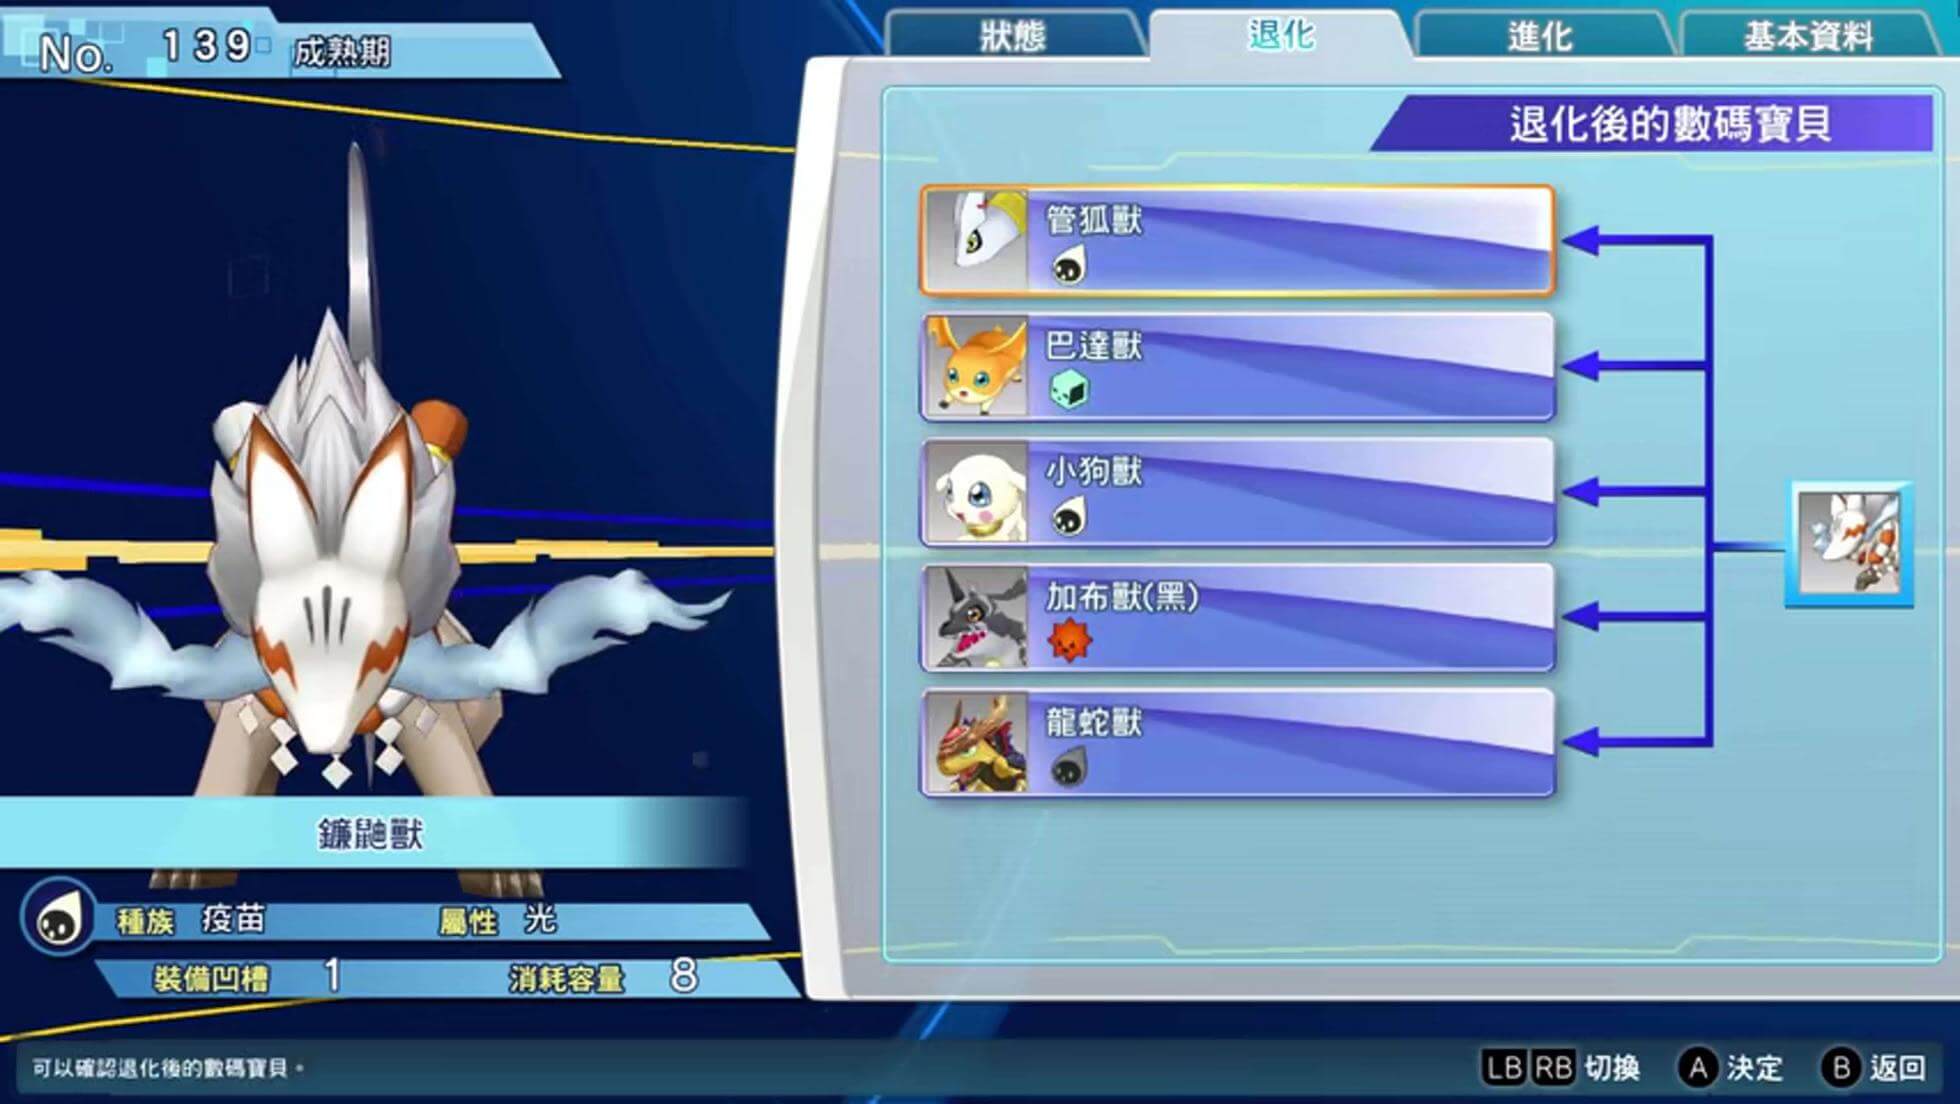 No. 139 成熟期
狀態 退化 進化 基本資料
退化後的數碼寶貝
管狐獸
巴達獸
小狗獸
加布獸(黑)
龍蛇獸
鐮鼬獸
種族 疫苗 屬性 光
裝備凹槽 1 消耗容量 8
可以確認退化後的數碼寶貝。
LB RB 切換 A 決定 B 返回